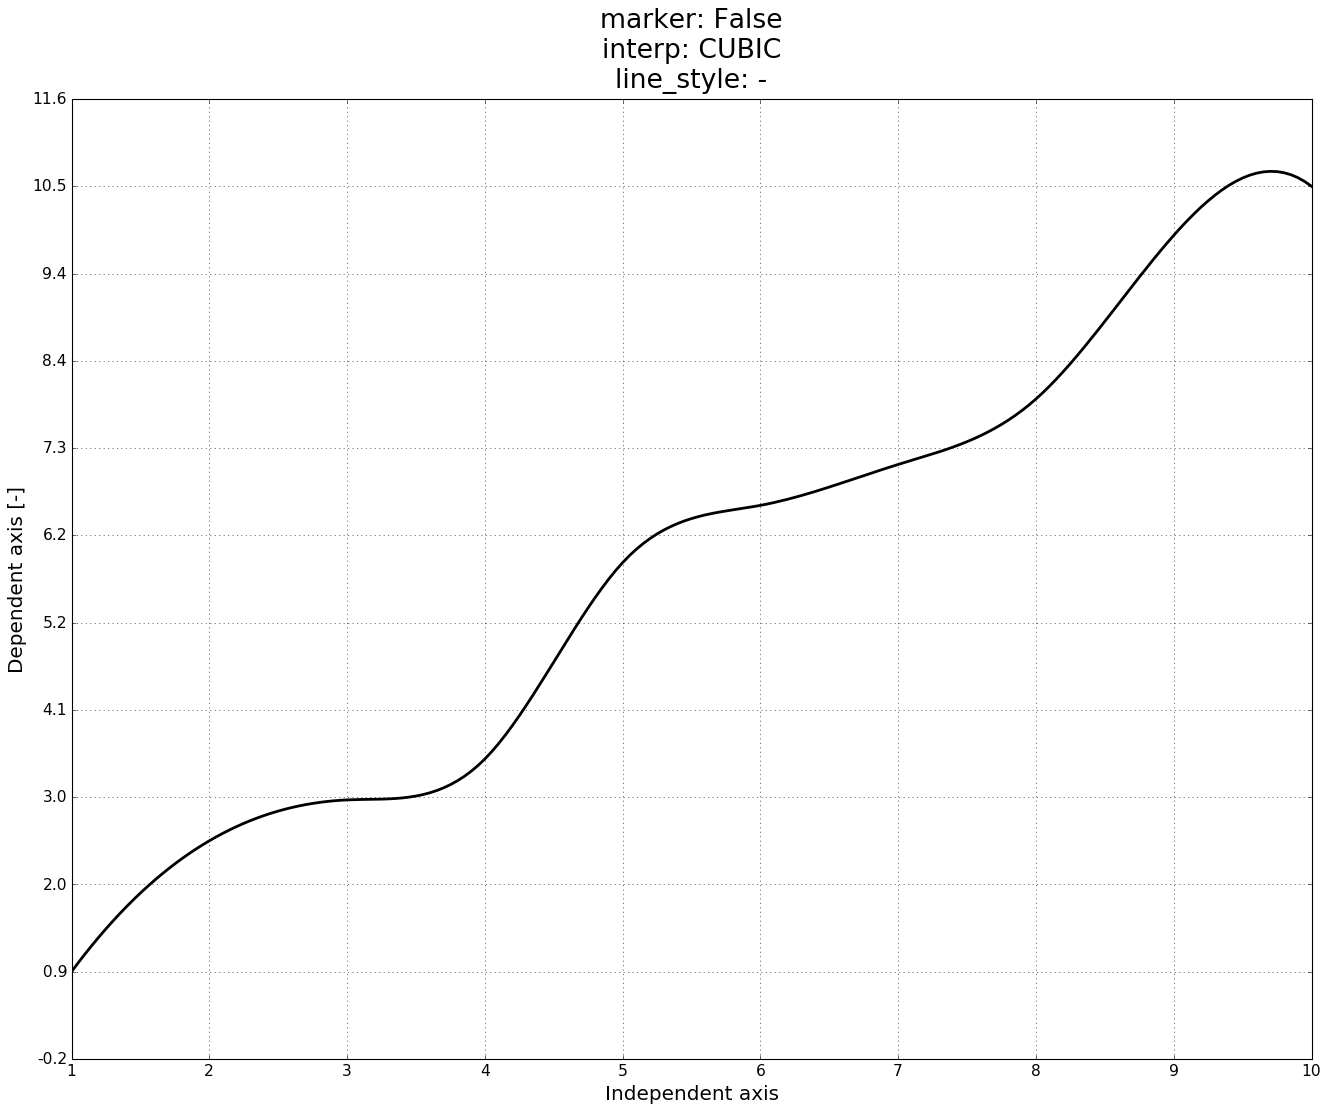 marker: False
interp: CUBIC
line_style: -
11.6
10.5
9.4
8.4
7.3
6.2
5.2
4.1
3.0
2.0
0.9
-0.2
Dependent axis [-]
1 2 3 4 5 6 7 8 9 10
Independent axis